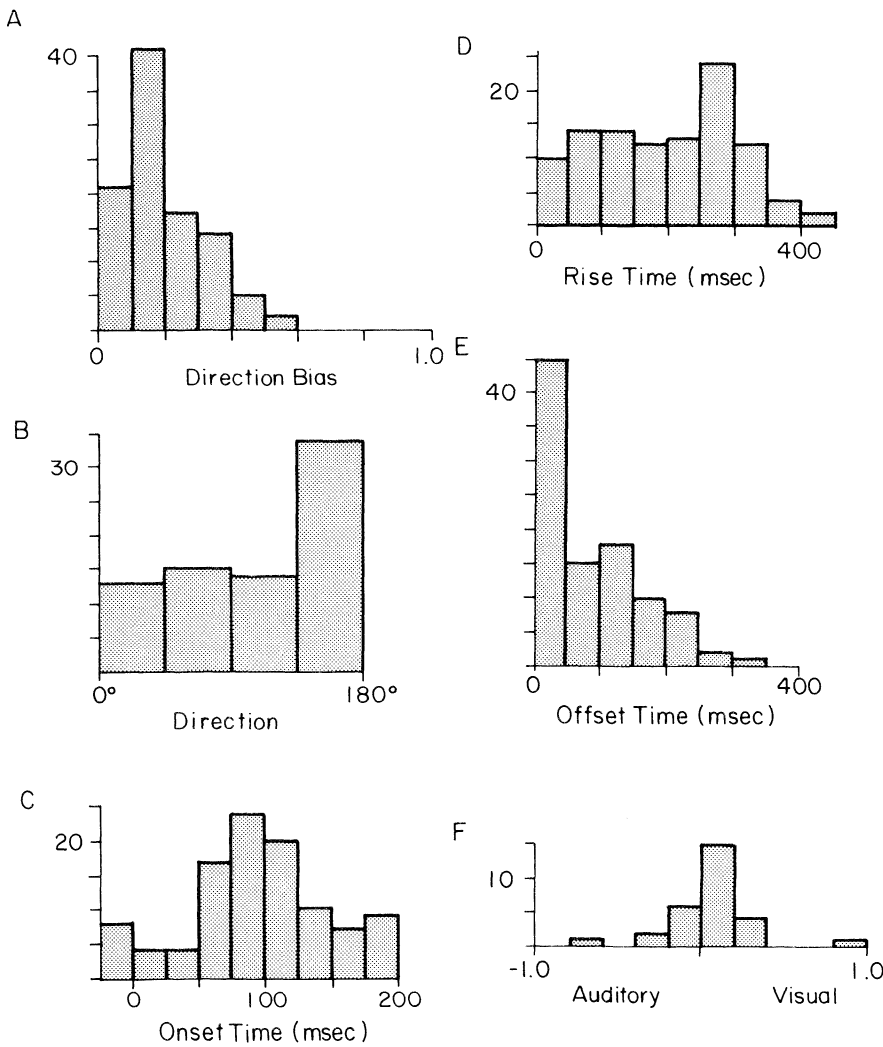 A
40
0
1.0
Direction Bias
B
30
0°
180°
Direction
C
20
0
100
200
Onset Time (msec)
D
20
0
400
Rise Time (msec)
E
40
0
400
Offset Time (msec)
F
10
-1.0
1.0
Auditory
Visual